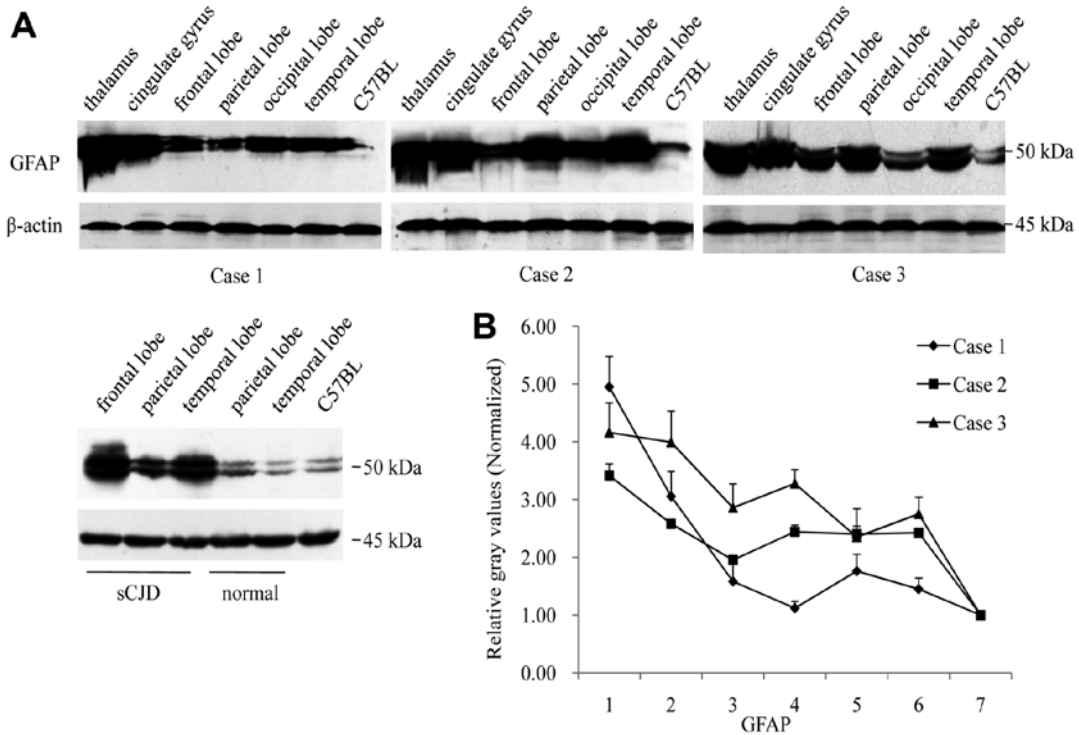 A
thalamus
cingulate gyrus
frontal lobe
parietal lobe
occipital lobe
temporal lobe
C57BL
thalamus
cingulate gyrus
frontal lobe
parietal lobe
occipital lobe
temporal lobe
C57BL
thalamus
cingulate gyrus
frontal lobe
parietal lobe
occipital lobe
temporal lobe
C57BL
GFAP
50 kDa
β-actin
45 kDa
Case 1
Case 2
Case 3
frontal lobe
parietal lobe
temporal lobe
parietal lobe
temporal lobe
C57BL
50 kDa
45 kDa
sCJD
normal
B
Relative gray values (Normalized)
6.00
5.00
4.00
3.00
2.00
1.00
0.00
Case 1
Case 2
Case 3
1 2 3 4 5 6 7
GFAP